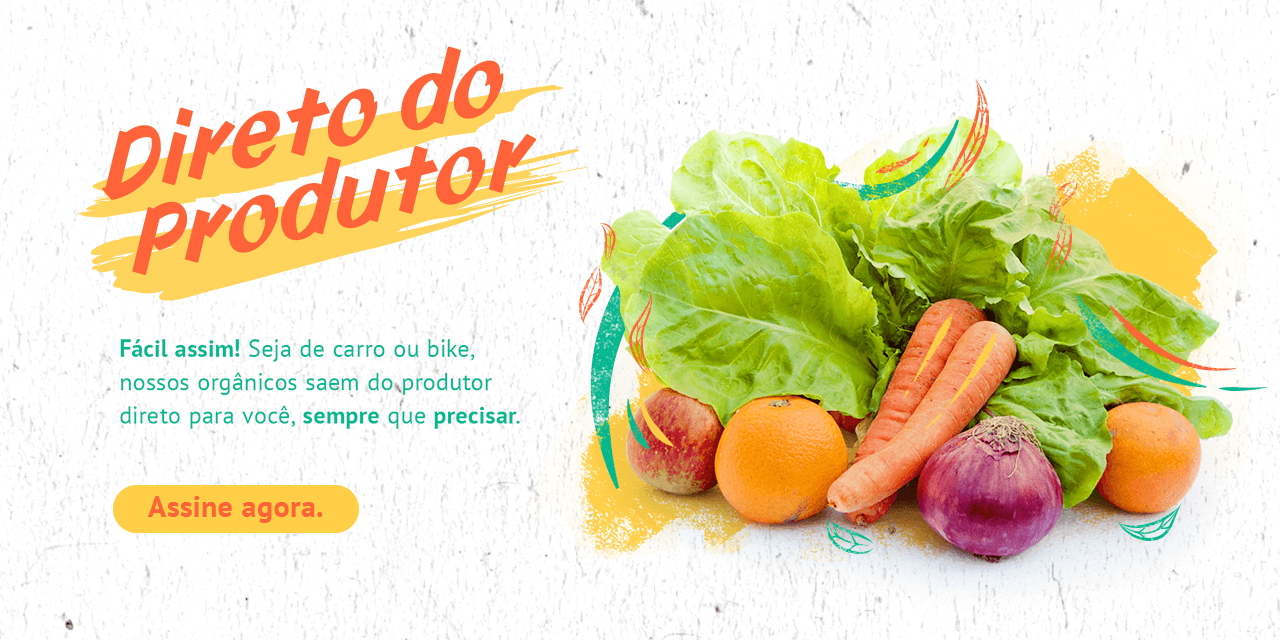 Direto do
Produtor
Fácil assim! Seja de carro ou bike,
nossos orgânicos saem do produtor
direto para você, sempre que precisar.
Assine agora.